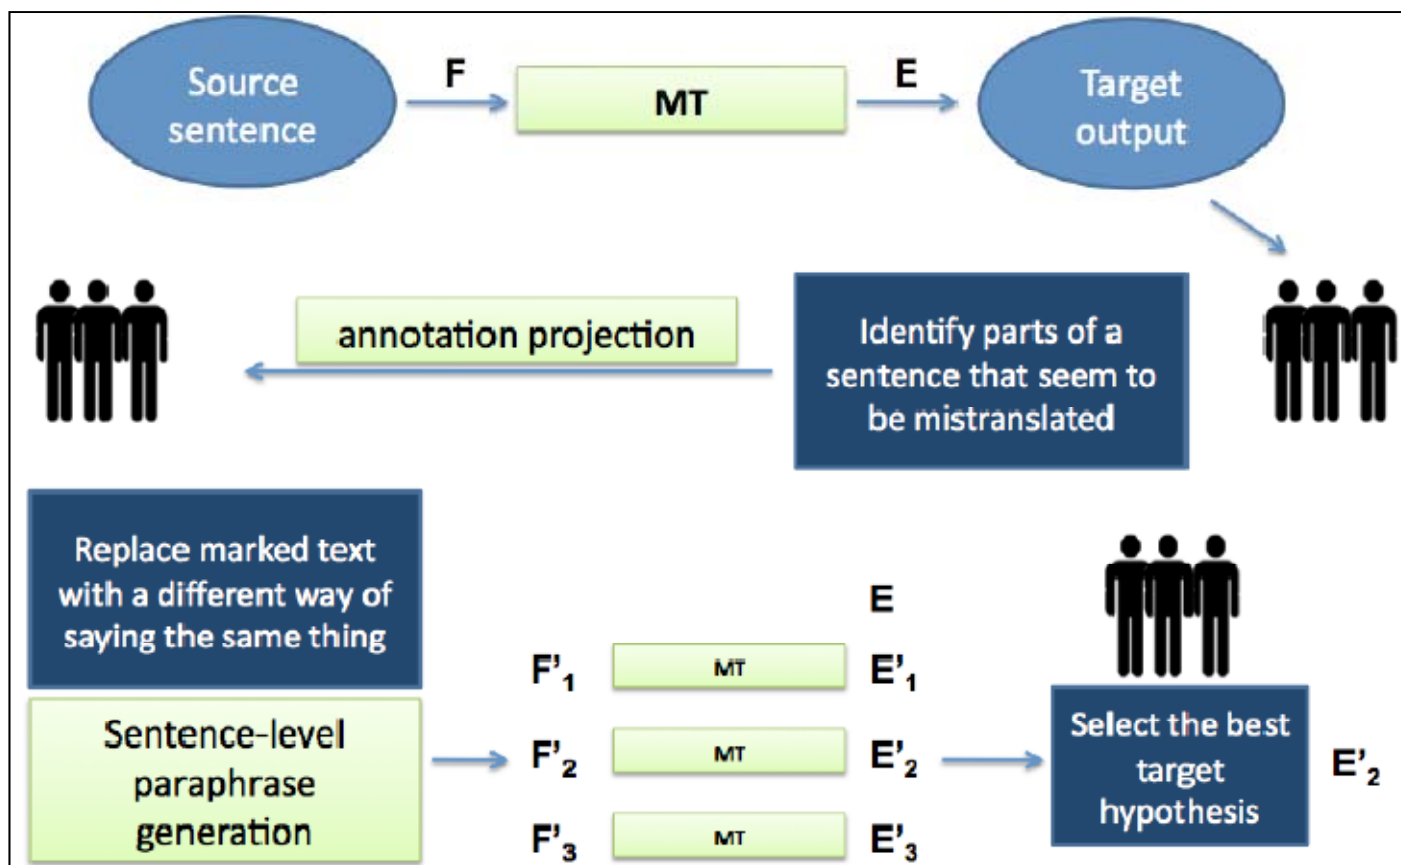 Source
sentence
F
MT
E
Target
output
annotation projection
Identify parts of a
sentence that seem to
be mistranslated
Replace marked text
with a different way of
saying the same thing
Sentence-level
paraphrase
generation
E
F'1 MT E'1
F'2 MT E'2
F'3 MT E'3
Select the best
target
hypothesis
E'2